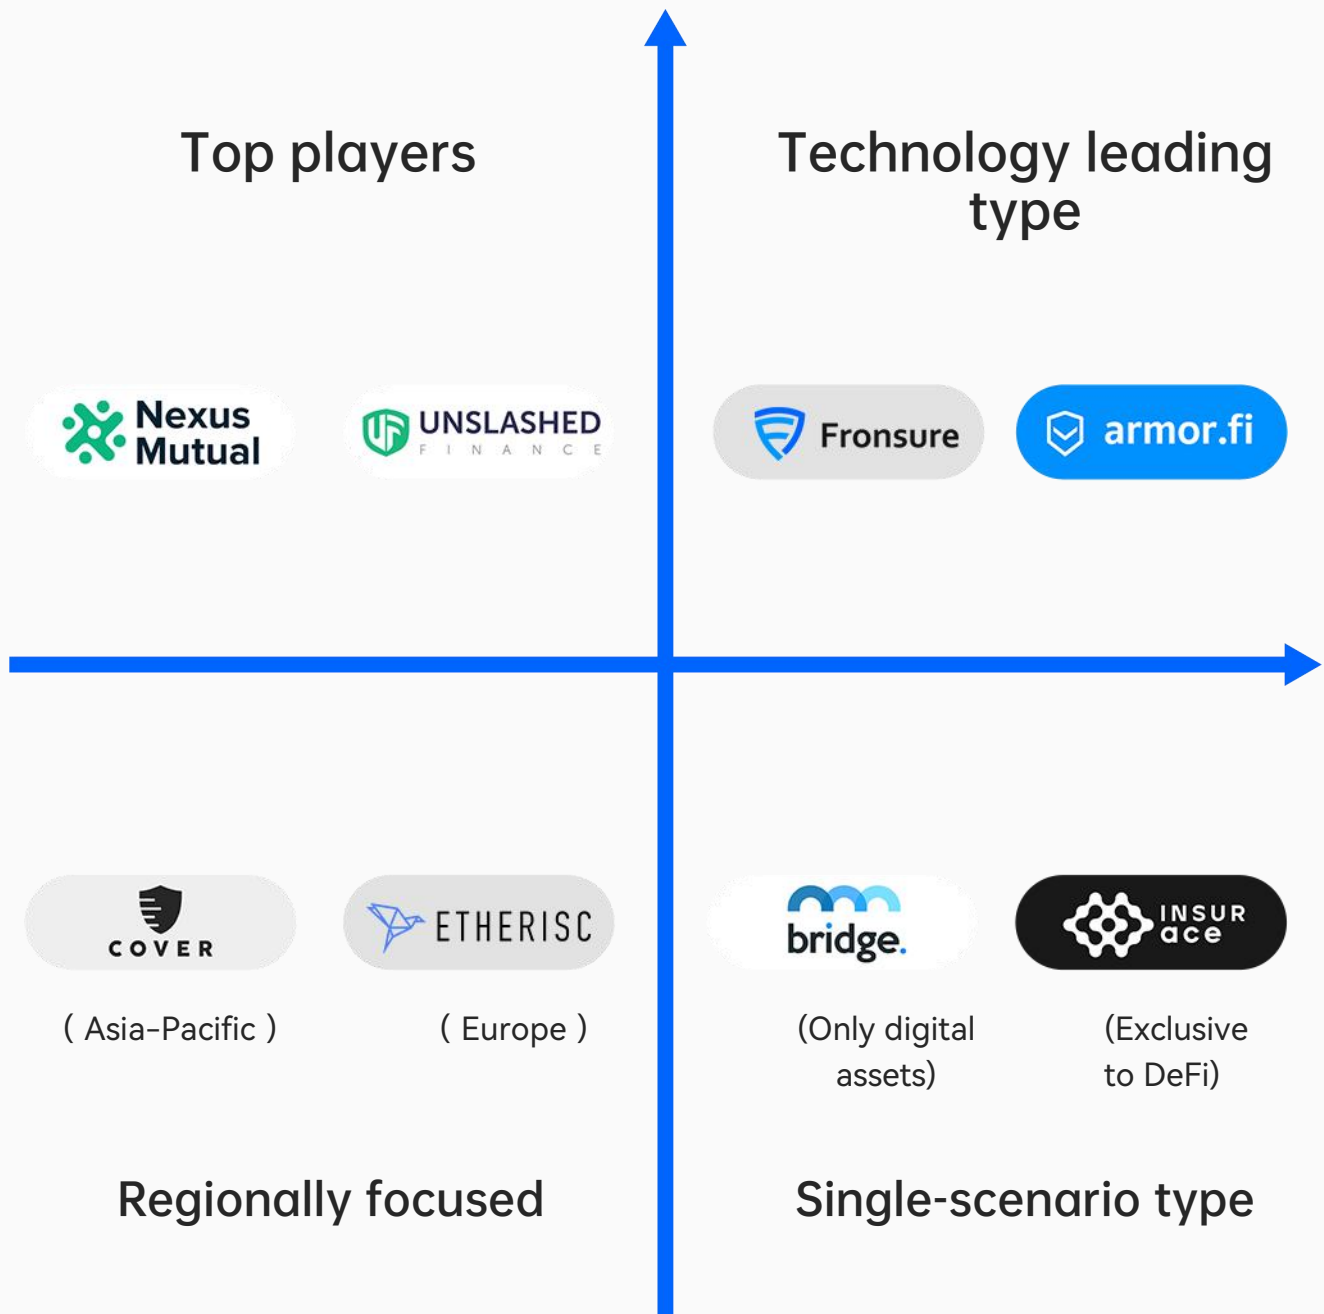 Top players
Technology leading
type
Nexus
Mutual
UNSLASHED
FINANCE
Fronsure
armor.fi
COVER
ETHERISC
bridge.
INSUR
ace
( Asia-Pacific )
( Europe )
(Only digital
assets)
(Exclusive
to DeFi)
Regionally focused
Single-scenario type